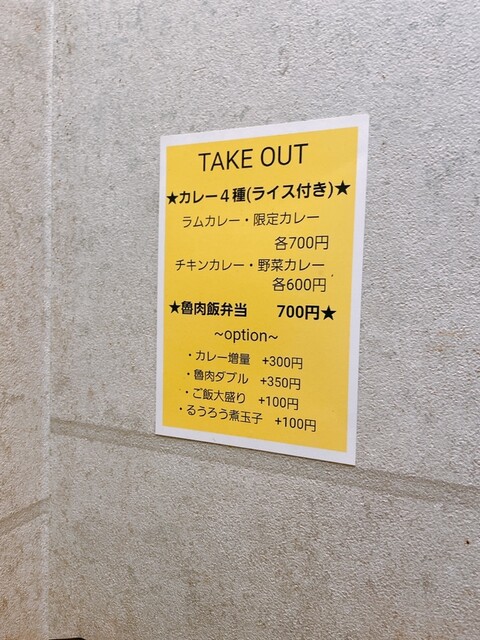 TAKE OUT
★カレー４種(ライス付き)★
ラムカレー・限定カレー
各700円
チキンカレー・野菜カレー
各600円
★魯肉飯弁当　700円★
~option~
・カレー増量　+300円
・魯肉ダブル　+350円
・ご飯大盛り　+100円
・るうろう煮玉子　+100円